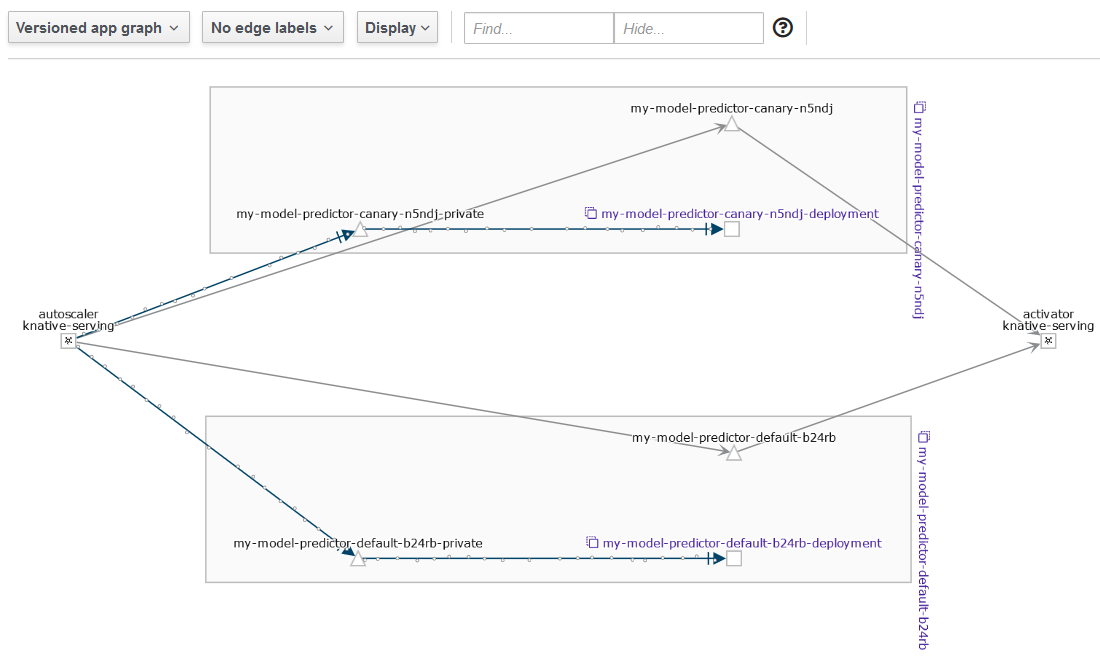 Versioned app graph
No edge labels
Display
Find...
Hide...
my-model-predictor-canary-n5ndj
my-model-predictor-canary-n5ndj
my-model-predictor-canary-n5ndj-private
my-model-predictor-canary-n5ndj-deployment
autoscaler
knative-serving
activator
knative-serving
my-model-predictor-default-b24rb
my-model-predictor-default-b24rb
my-model-predictor-default-b24rb-private
my-model-predictor-default-b24rb-deployment